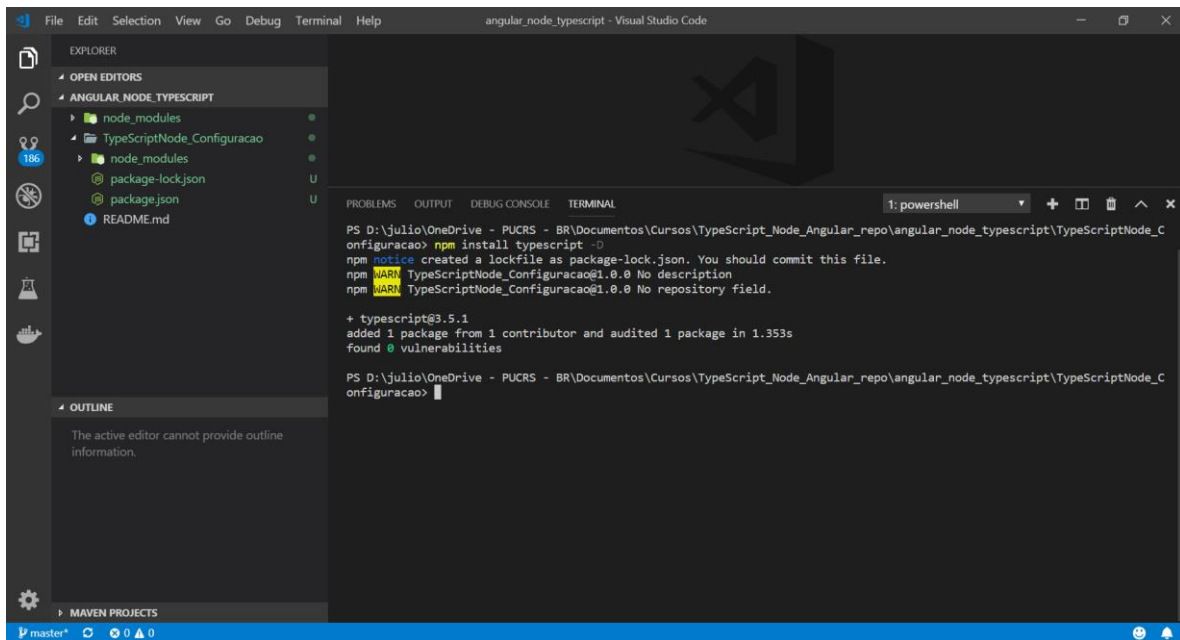 File Edit Selection View Go Debug Terminal Help
angular_node_typescript - Visual Studio Code
EXPLORER
OPEN EDITORS
ANGULAR_NODE_TYPESCRIPT
node_modules
TypeScriptNode_Configuracao
node_modules
package-lock.json U
package.json U
README.md
186
OUTLINE
The active editor cannot provide outline
information.
MAVEN PROJECTS
PROBLEMS OUTPUT DEBUG CONSOLE TERMINAL
1: powershell
PS D:\julio\OneDrive - PUCRS - BR\Documentos\Cursos\TypeScript_Node_Angular_repo\angular_node_typescript\TypeScriptNode_C
onfiguracao> npm install typescript -D
npm notice created a lockfile as package-lock.json. You should commit this file.
npm WARN TypeScriptNode_Configuracao@1.0.0 No description
npm WARN TypeScriptNode_Configuracao@1.0.0 No repository field.
+ typescript@3.5.1
added 1 package from 1 contributor and audited 1 package in 1.353s
found 0 vulnerabilities
PS D:\julio\OneDrive - PUCRS - BR\Documentos\Cursos\TypeScript_Node_Angular_repo\angular_node_typescript\TypeScriptNode_C
onfiguracao>
master* 0 0